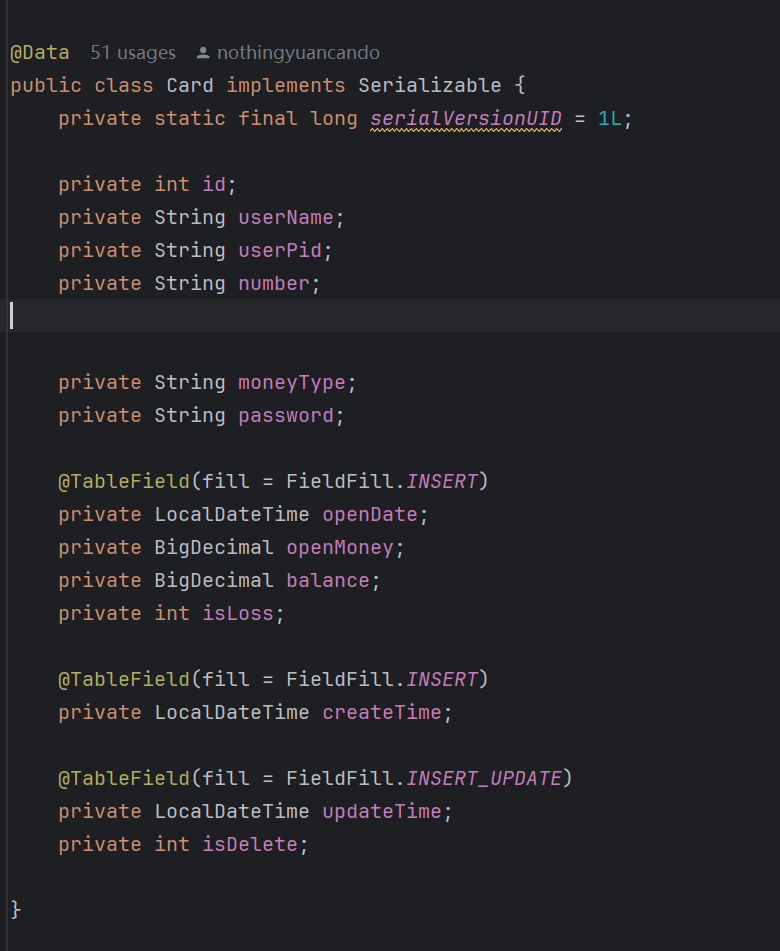 @Data 51 usages nothingyuancando
public class Card implements Serializable {
    private static final long serialVersionUID = 1L;
    private int id;
    private String userName;
    private String userPid;
    private String number;
    private String moneyType;
    private String password;
    @TableField(fill = FieldFill.INSERT)
    private LocalDateTime openDate;
    private BigDecimal openMoney;
    private BigDecimal balance;
    private int isLoss;
    @TableField(fill = FieldFill.INSERT)
    private LocalDateTime createTime;
    @TableField(fill = FieldFill.INSERT_UPDATE)
    private LocalDateTime updateTime;
    private int isDelete;
}